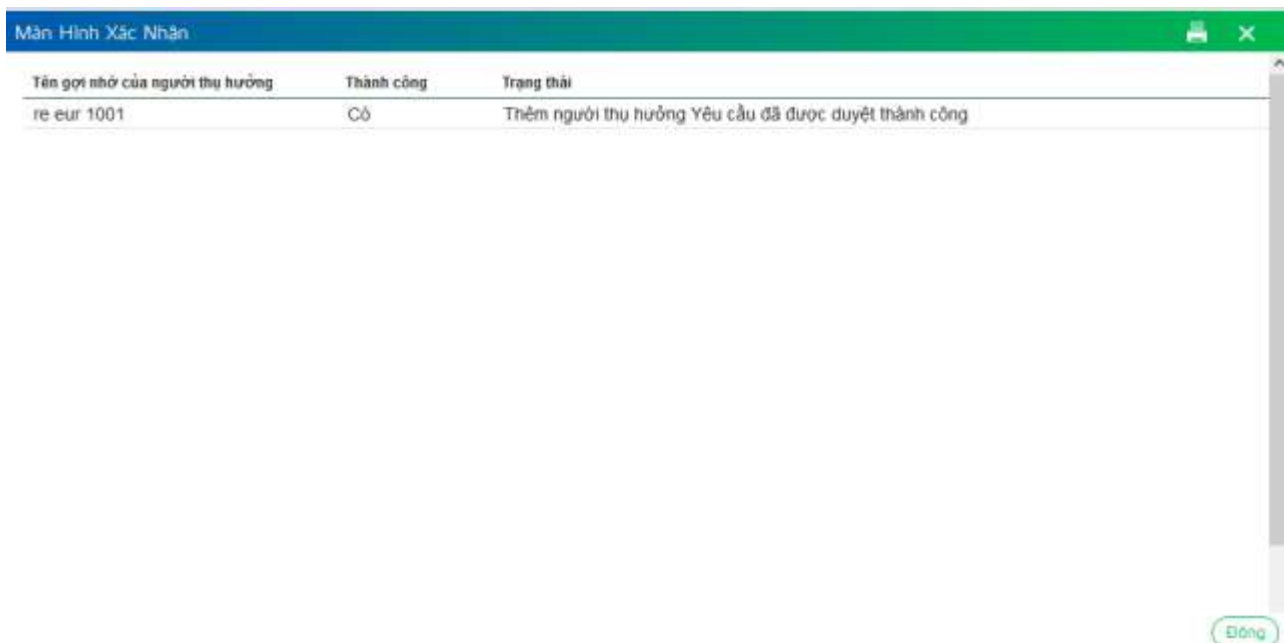 Màn Hình Xác Nhận
Tên gợi nhớ của người thụ hưởng Thành công Trạng thái
re eur 1001 Có Thêm người thụ hưởng Yêu cầu đã được duyệt thành công
Đóng